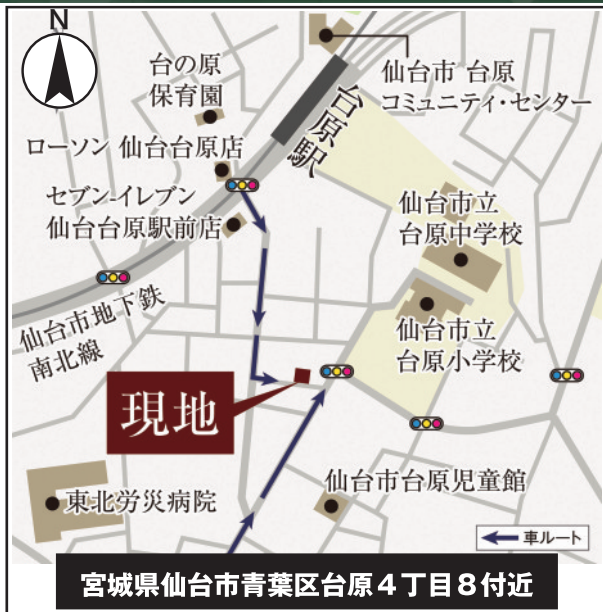 N
台の原
保育園
仙台市 台原
コミュニティ・センター
台原駅
ローソン 仙台台原店
セブン-イレブン
仙台台原駅前店
仙台市立
台原中学校
仙台市地下鉄
南北線
仙台市立
台原小学校
現地
東北労災病院
仙台市台原児童館
車ルート
宮城県仙台市青葉区台原4丁目8付近